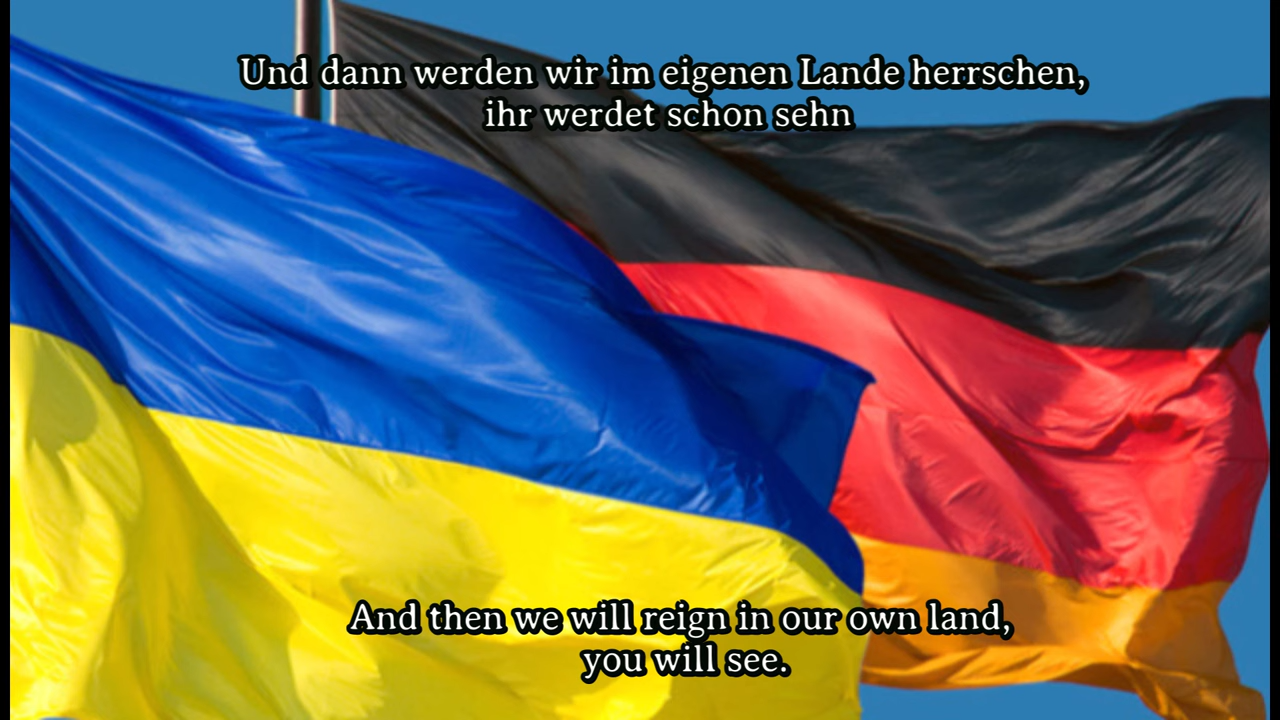 Und dann werden wir im eigenen Lande herrschen,
ihr werdet schon sehn
And then we will reign in our own land,
you will see.